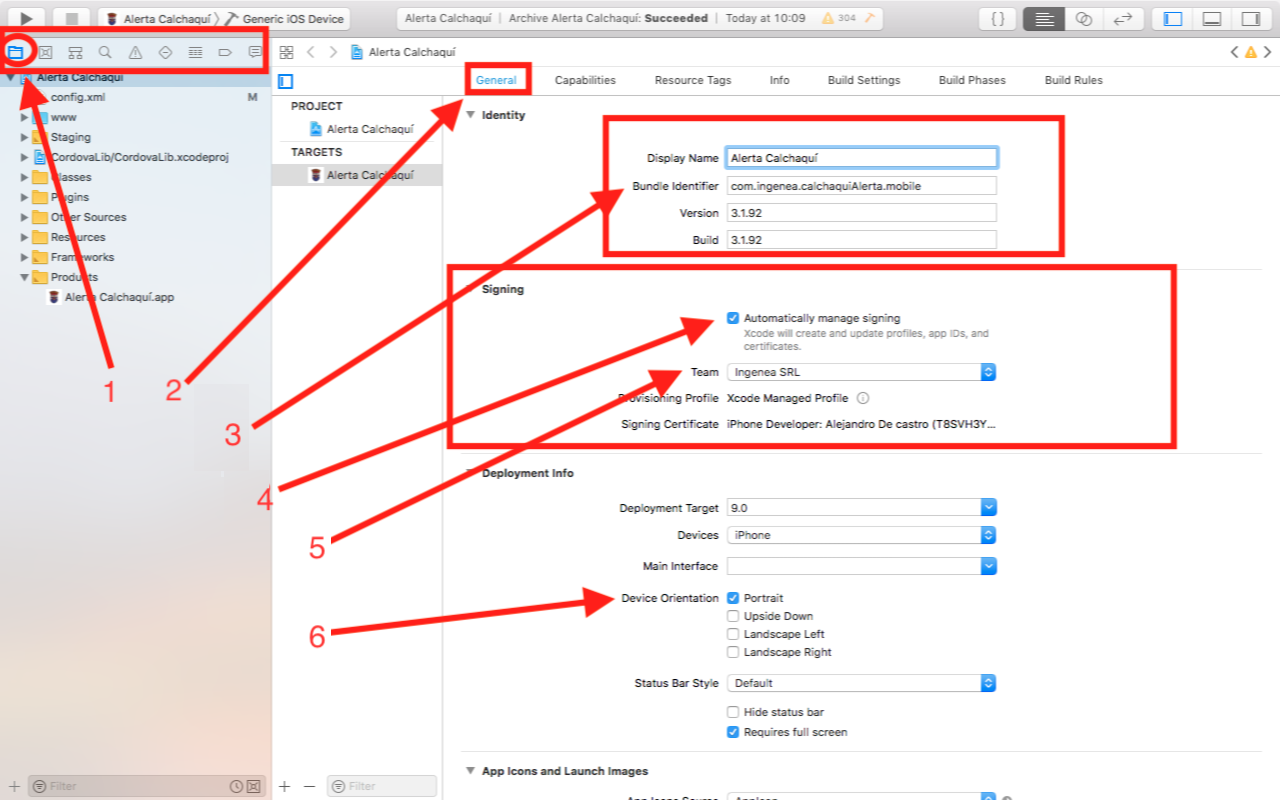 Alerta Calchaquí Generic iOS Device
Alerta Calchaquí | Archive Alerta Calchaquí: Succeeded | Today at 10:09 304
{ }
Alerta Calchaquí
Alerta Calchaquí
config.xml M
www
Staging
CordovaLib/CordovaLib.xcodeproj
Classes
Plugins
Other Sources
Resources
Frameworks
Products
Alerta Calchaquí.app
General Capabilities Resource Tags Info Build Settings Build Phases Build Rules
PROJECT
Alerta Calchaquí
TARGETS
Alerta Calchaquí
Identity
Display Name Alerta Calchaquí
Bundle Identifier com.ingenea.calchaquiAlerta.mobile
Version 3.1.92
Build 3.1.92
Signing
Automatically manage signing
Xcode will create and update profiles, app IDs, and
certificates.
Team Ingenea SRL
Provisioning Profile Xcode Managed Profile
Signing Certificate iPhone Developer: Alejandro De castro (T8SVH3Y...
Deployment Info
Deployment Target 9.0
Devices iPhone
Main Interface
Device Orientation Portrait
Upside Down
Landscape Left
Landscape Right
Status Bar Style Default
Hide status bar
Requires full screen
App Icons and Launch Images
App Icons Source AppIcon
1
2
3
4
5
6
Filter
Filter